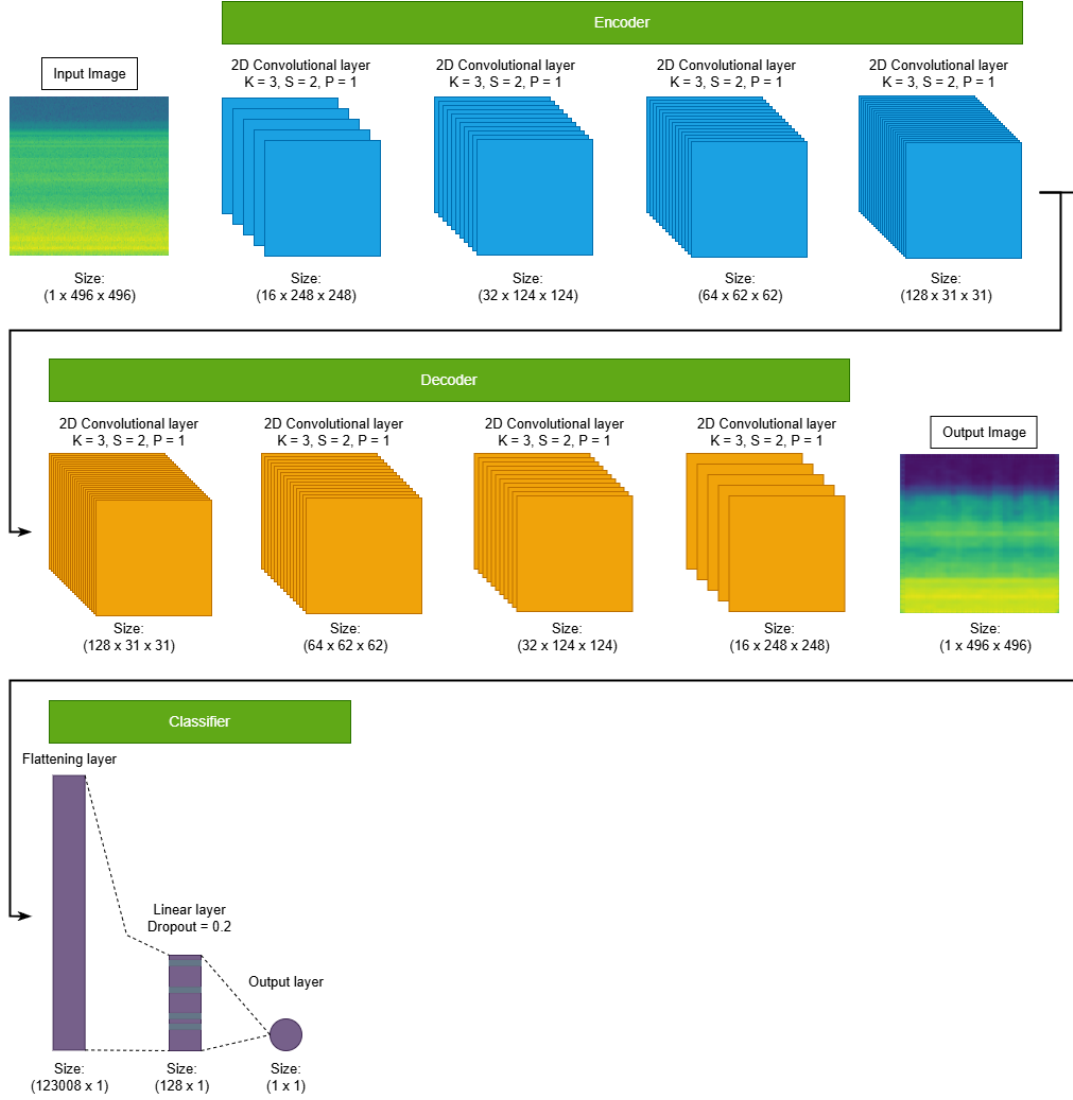 Encoder
Input Image
2D Convolutional layer
K = 3, S = 2, P = 1
2D Convolutional layer
K = 3, S = 2, P = 1
2D Convolutional layer
K = 3, S = 2, P = 1
2D Convolutional layer
K = 3, S = 2, P = 1
Size:
(1 x 496 x 496)
Size:
(16 x 248 x 248)
Size:
(32 x 124 x 124)
Size:
(64 x 62 x 62)
Size:
(128 x 31 x 31)
Decoder
2D Convolutional layer
K = 3, S = 2, P = 1
2D Convolutional layer
K = 3, S = 2, P = 1
2D Convolutional layer
K = 3, S = 2, P = 1
2D Convolutional layer
K = 3, S = 2, P = 1
Output Image
Size:
(128 x 31 x 31)
Size:
(64 x 62 x 62)
Size:
(32 x 124 x 124)
Size:
(16 x 248 x 248)
Size:
(1 x 496 x 496)
Classifier
Flattening layer
Linear layer
Dropout = 0.2
Output layer
Size:
(123008 x 1)
Size:
(128 x 1)
Size:
(1 x 1)